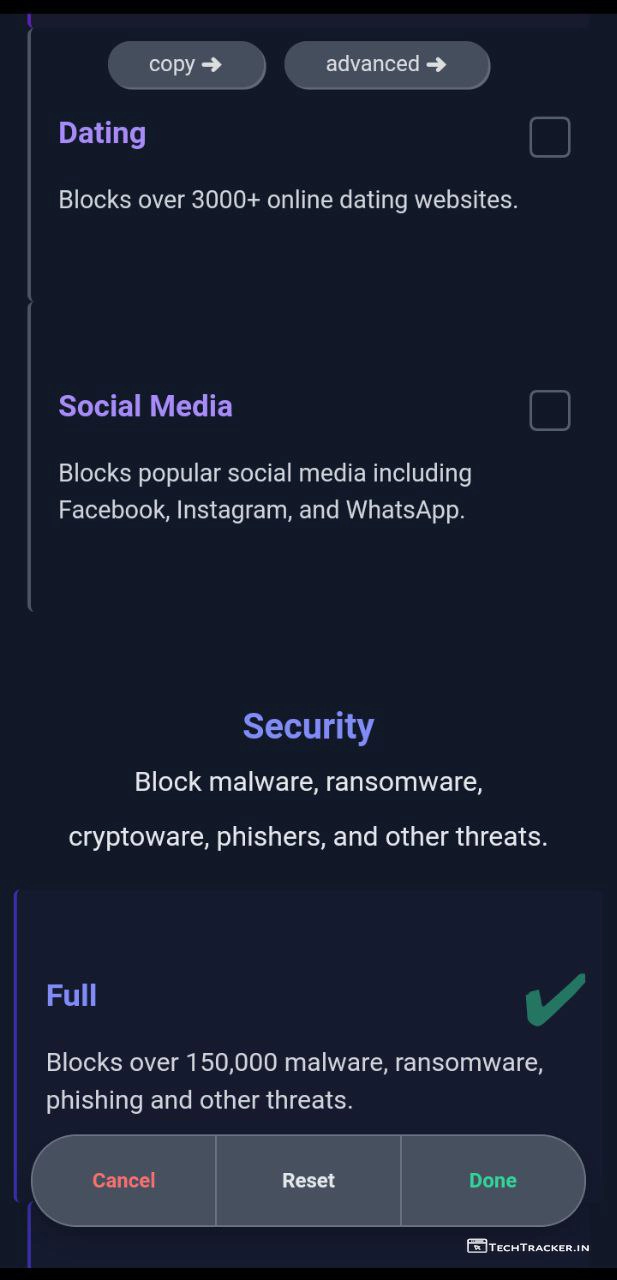 copy ➜ advanced ➜
Dating
Blocks over 3000+ online dating websites.
Social Media
Blocks popular social media including
Facebook, Instagram, and WhatsApp.
Security
Block malware, ransomware,
cryptoware, phishers, and other threats.
Full
Blocks over 150,000 malware, ransomware,
phishing and other threats.
Cancel Reset Done
TECHTRACKER.IN